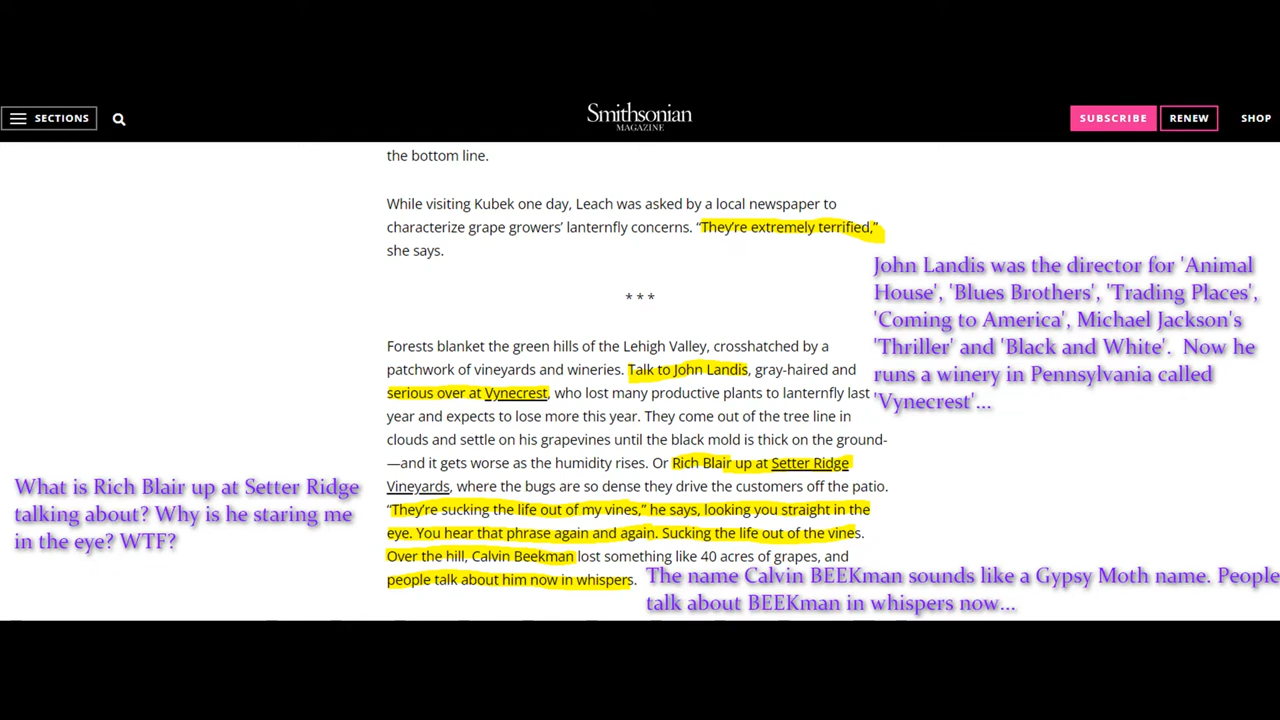 SECTIONS
Smithsonian
MAGAZINE
SUBSCRIBE
RENEW
SHOP
the bottom line.
While visiting Kubek one day, Leach was asked by a local newspaper to
characterize grape growers’ lanternfly concerns. “They’re extremely terrified,”
she says.
* * *
Forests blanket the green hills of the Lehigh Valley, crosshatched by a
patchwork of vineyards and wineries. Talk to John Landis, gray-haired and
serious over at Vynecrest, who lost many productive plants to lanternfly last
year and expects to lose more this year. They come out of the tree line in
clouds and settle on his grapevines until the black mold is thick on the ground-
—and it gets worse as the humidity rises. Or Rich Blair up at Setter Ridge
Vineyards, where the bugs are so dense they drive the customers off the patio.
“They’re sucking the life out of my vines,” he says, looking you straight in the
eye. You hear that phrase again and again. Sucking the life out of the vines.
Over the hill, Calvin Beekman lost something like 40 acres of grapes, and
people talk about him now in whispers.
John Landis was the director for 'Animal
House', 'Blues Brothers', 'Trading Places',
'Coming to America', Michael Jackson's
'Thriller' and 'Black and White'. Now he
runs a winery in Pennsylvania called
'Vynecrest'...
What is Rich Blair up at Setter Ridge
talking about? Why is he staring me
in the eye? WTF?
The name Calvin BEEKman sounds like a Gypsy Moth name. People
talk about BEEKman in whispers now...